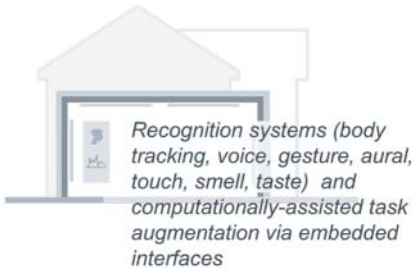 Recognition systems (body
tracking, voice, gesture, aural,
touch, smell, taste)  and
computationally-assisted task
augmentation via embedded
interfaces